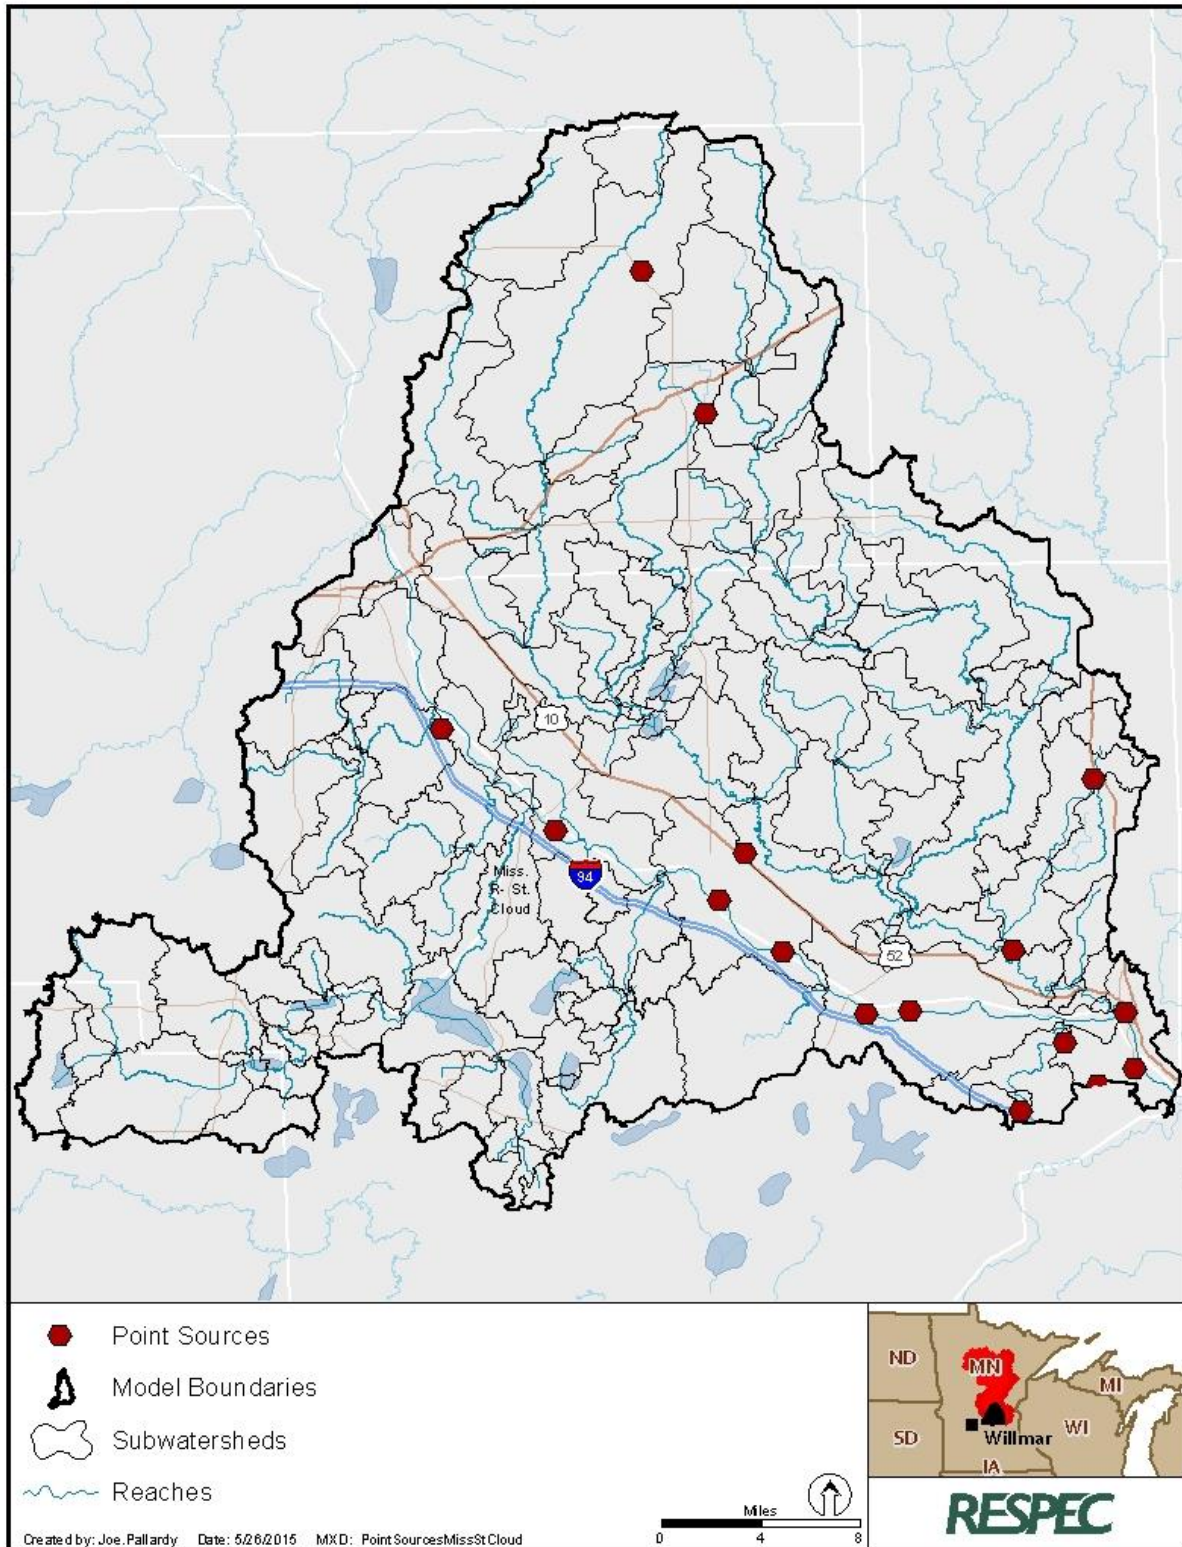 10
Miss.
R- St.
Cloud
94
52
Point Sources
Model Boundaries
Subwatersheds
Reaches
Miles
0 4 8
Created by: Joe.Pallardy Date: 5/26/2015 MXD: PointSourcesMissStCloud
ND
MN
MI
SD
WI
Willmar
IA
RESPEC